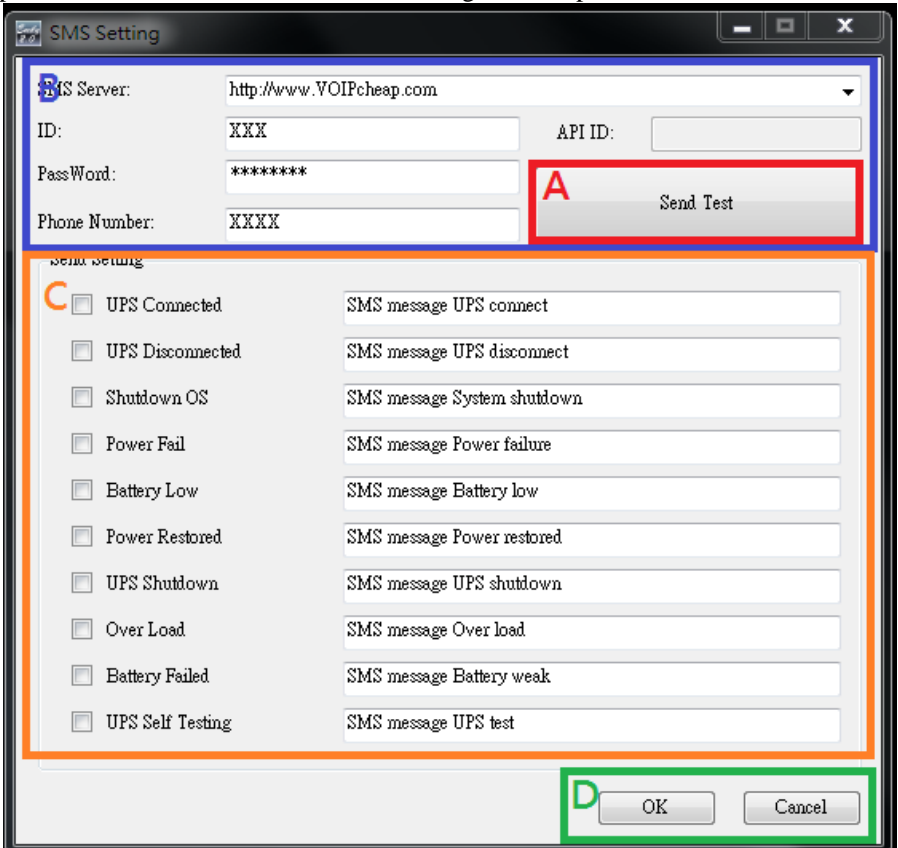 SMS Setting
B
SMS Server: http://www.VOIPcheap.com
ID: XXX API ID:
PassWord: ********
A Send Test
Phone Number: XXXX
Send Setting
C
UPS Connected SMS message UPS connect
UPS Disconnected SMS message UPS disconnect
Shutdown OS SMS message System shutdown
Power Fail SMS message Power failure
Battery Low SMS message Battery low
Power Restored SMS message Power restored
UPS Shutdown SMS message UPS shutdown
Over Load SMS message Over load
Battery Failed SMS message Battery weak
UPS Self Testing SMS message UPS test
D OK Cancel